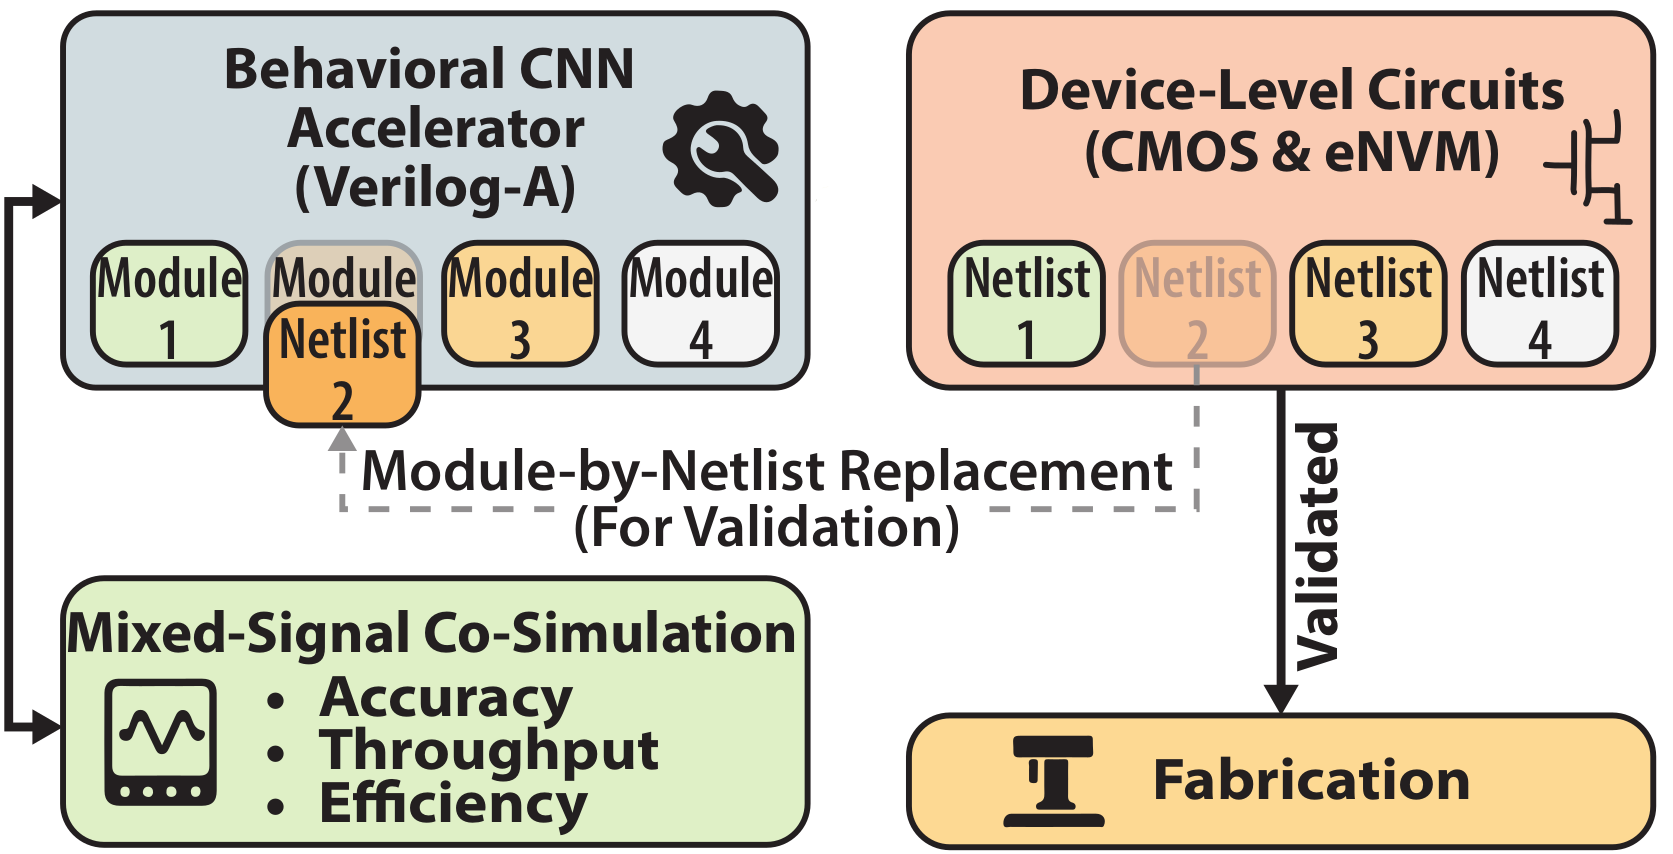 Behavioral CNN
Accelerator
(Verilog-A)
Module
1
Module
Netlist
2
Module
3
Module
4
Device-Level Circuits
(CMOS & eNVM)
Netlist
1
Netlist
2
Netlist
3
Netlist
4
Module-by-Netlist Replacement
(For Validation)
Validated
Mixed-Signal Co-Simulation
• Accuracy
• Throughput
• Efficiency
Fabrication